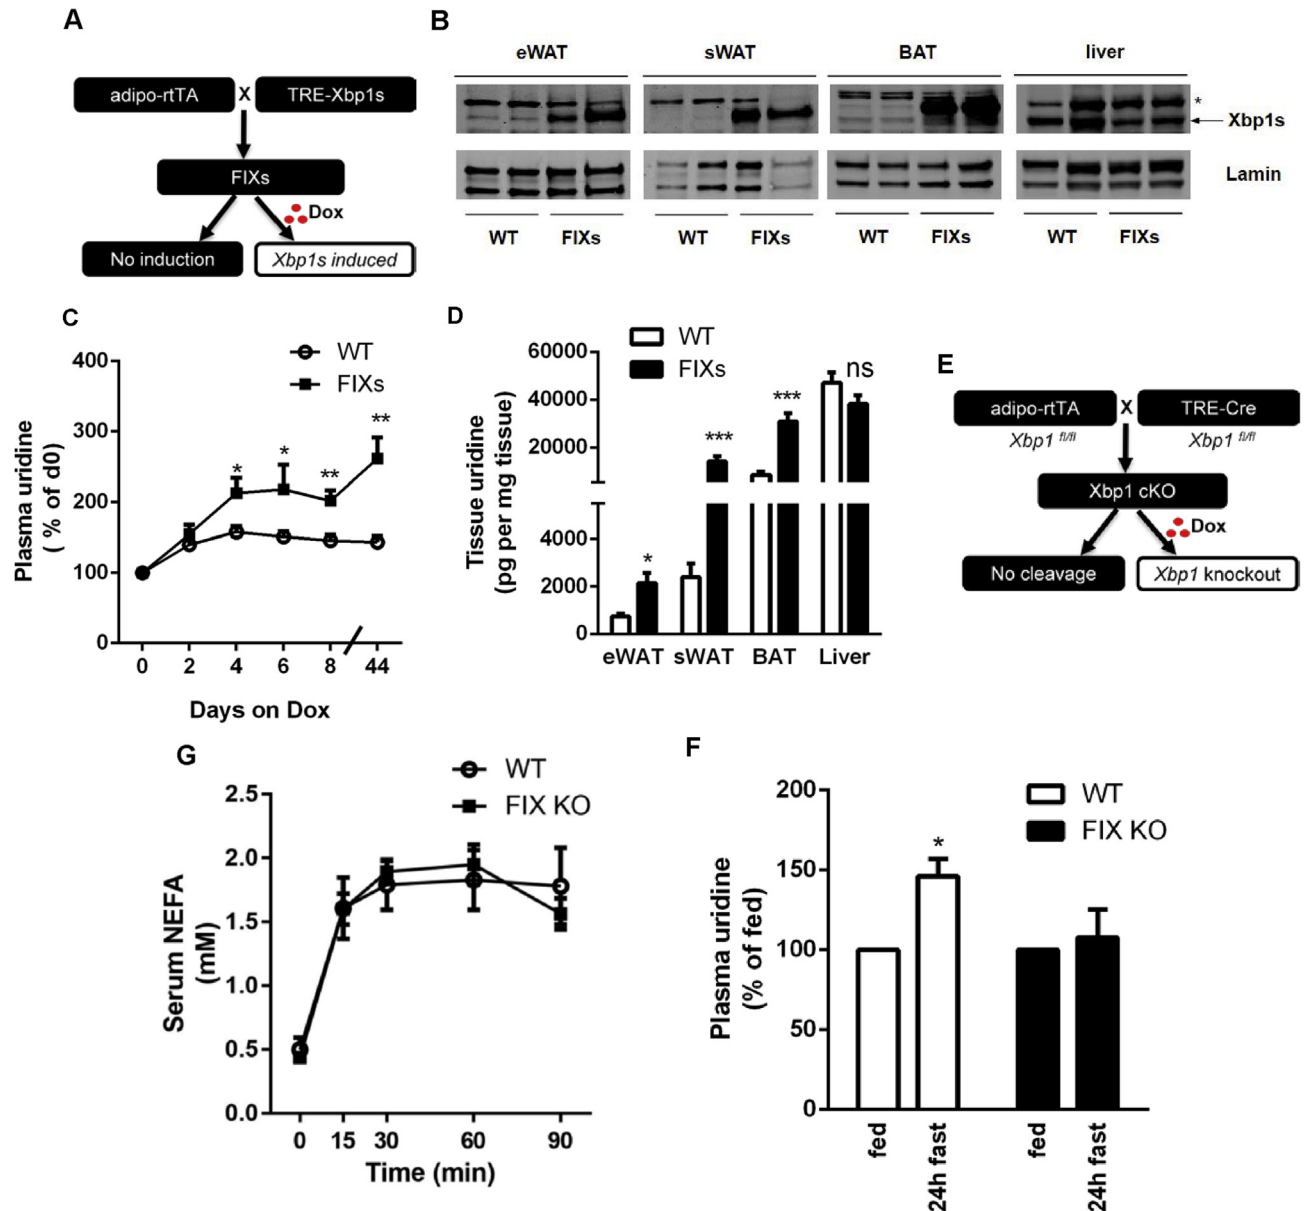 A
adipo-rtTA X TRE-Xbp1s
FIXs
Dox
No induction
Xbp1s induced
B
eWAT sWAT BAT liver
*
Xbp1s
Lamin
WT FIXs WT FIXs WT FIXs WT FIXs
C
WT
FIXs
400
300
200
100
0
* * ** **
0 2 4 6 8 44
Plasma uridine
( % of d0)
Days on Dox
D
WT
FIXs
60000
40000
20000
4000
2000
0
* *** *** ns
eWAT sWAT BAT Liver
Tissue uridine
(pg per mg tissue)
E
adipo-rtTA X TRE-Cre
Xbp1 fl/fl Xbp1 fl/fl
Xbp1 cKO
Dox
No cleavage
Xbp1 knockout
G
WT
FIX KO
2.5
2.0
1.5
1.0
0.5
0.0
0 15 30 60 90
Serum NEFA
(mM)
Time (min)
F
WT
FIX KO
200
150
100
50
0
*
fed 24h fast fed 24h fast
Plasma uridine
(% of fed)